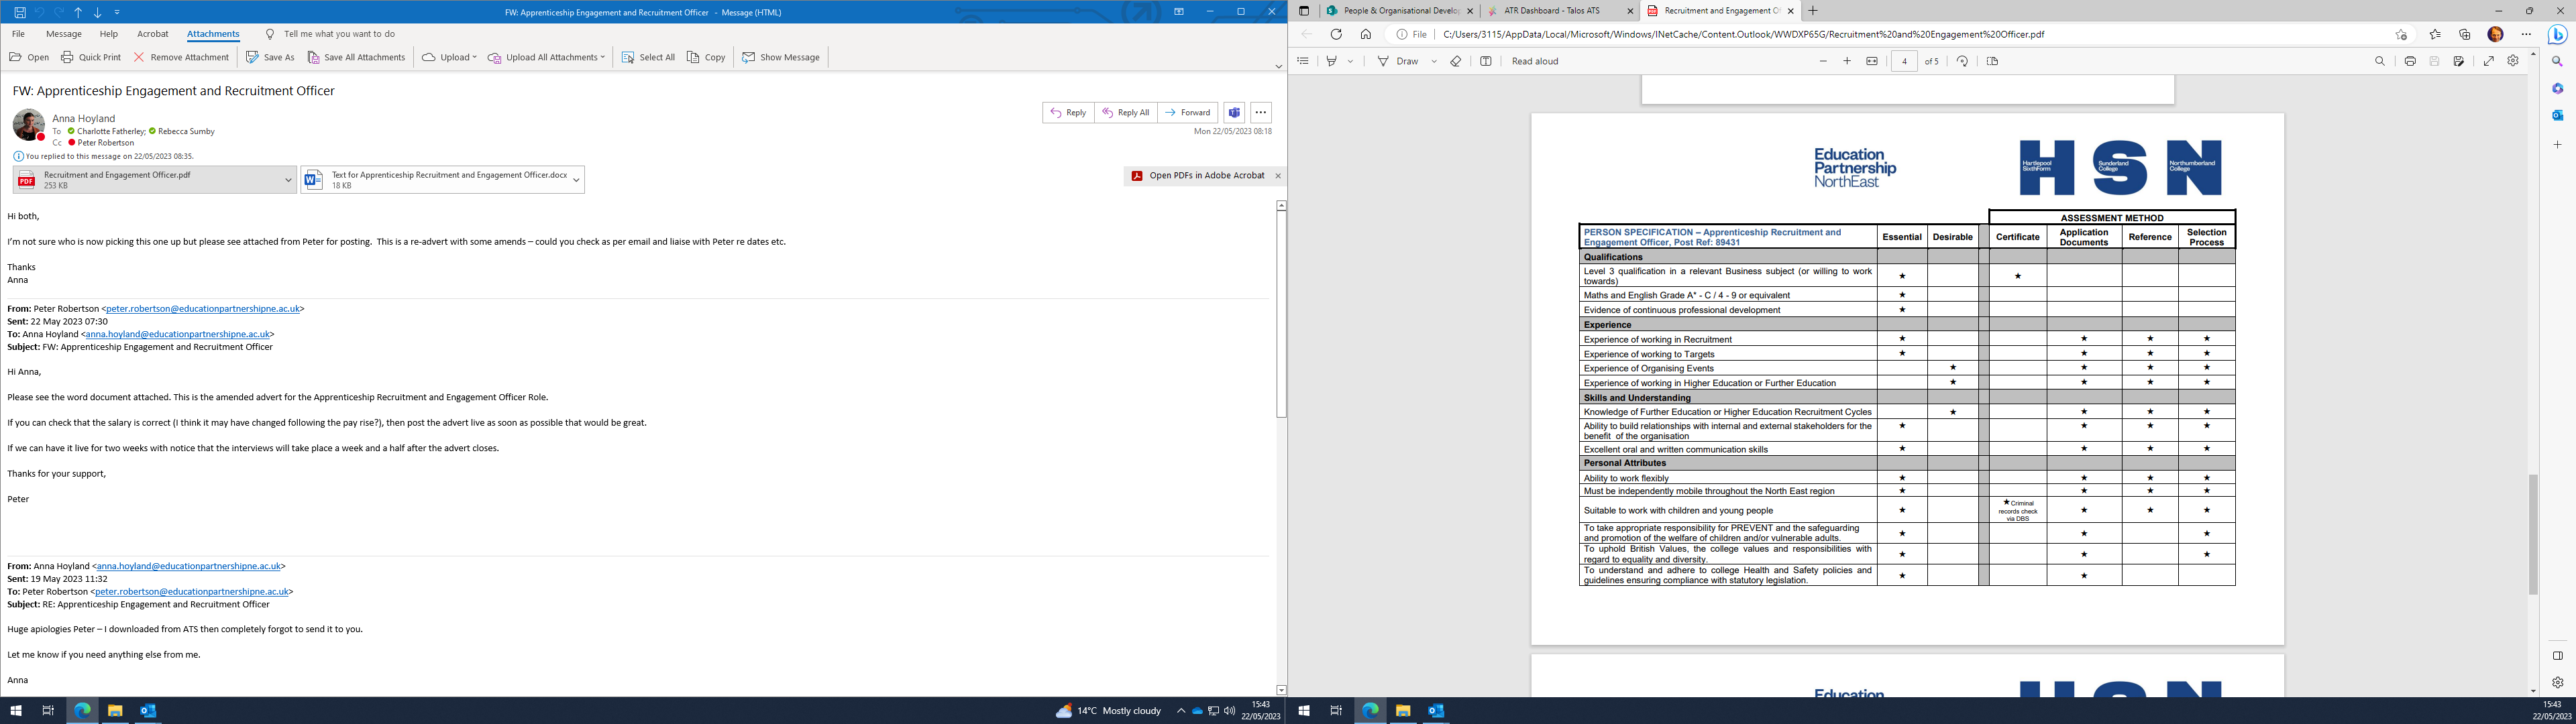 FW: Apprenticeship Engagement and Recruitment Officer - Message (HTML)
File Message Help Acrobat Attachments Tell me what you want to do
Open Quick Print Remove Attachment Save As Save All Attachments Upload Upload All Attachments Select All Copy Show Message
FW: Apprenticeship Engagement and Recruitment Officer
Anna Hoyland
To Charlotte Fatherley; Rebecca Sumby
Cc Peter Robertson
Reply Reply All Forward
Mon 22/05/2023 08:18
You replied to this message on 22/05/2023 08:35.
Recruitment and Engagement Officer.pdf
253 KB
Text for Apprenticeship Recruitment and Engagement Officer.docx
18 KB
Open PDFs in Adobe Acrobat
Hi both,
I'm not sure who is now picking this one up but please see attached from Peter for posting. This is a re-advert with some amends – could you check as per email and liaise with Peter re dates etc.
Thanks
Anna
From: Peter Robertson <peter.robertson@educationpartnershipne.ac.uk>
Sent: 22 May 2023 07:30
To: Anna Hoyland <anna.hoyland@educationpartnershipne.ac.uk>
Subject: FW: Apprenticeship Engagement and Recruitment Officer
Hi Anna,
Please see the word document attached. This is the amended advert for the Apprenticeship Recruitment and Engagement Officer Role.
If you can check that the salary is correct (I think it may have changed following the pay rise?), then post the advert live as soon as possible that would be great.
If we can have it live for two weeks with notice that the interviews will take place a week and a half after the advert closes.
Thanks for your support,
Peter
From: Anna Hoyland <anna.hoyland@educationpartnershipne.ac.uk>
Sent: 19 May 2023 11:32
To: Peter Robertson <peter.robertson@educationpartnershipne.ac.uk>
Subject: RE: Apprenticeship Engagement and Recruitment Officer
Huge apiologies Peter – I downloaded from ATS then completely forgot to send it to you.
Let me know if you need anything else from me.
Anna
14°C Mostly cloudy
15:43
22/05/2023
People & Organisational Develop
ATR Dashboard - Talos ATS
Recruitment and Engagement O
File C:/Users/3115/AppData/Local/Microsoft/Windows/INetCache/Content.Outlook/WWDXP65G/Recruitment%20and%20Engagement%20Officer.pdf
Draw Read aloud 4 of 5
Education
Partnership
NorthEast
H S N
Hartlepool
SixthForm
Sunderland
College
Northumberland
College
ASSESSMENT METHOD
PERSON SPECIFICATION – Apprenticeship Recruitment and
Engagement Officer, Post Ref: 89431
Essential Desirable Certificate Application Documents Reference Selection Process
Qualifications
Level 3 qualification in a relevant Business subject (or willing to work
towards)
Maths and English Grade A* - C / 4 - 9 or equivalent
Evidence of continuous professional development
Experience
Experience of working in Recruitment
Experience of working to Targets
Experience of Organising Events
Experience of working in Higher Education or Further Education
Skills and Understanding
Knowledge of Further Education or Higher Education Recruitment Cycles
Ability to build relationships with internal and external stakeholders for the
benefit of the organisation
Excellent oral and written communication skills
Personal Attributes
Ability to work flexibly
Must be independently mobile throughout the North East region
Suitable to work with children and young people
Criminal
records check
via DBS
To take appropriate responsibility for PREVENT and the safeguarding
and promotion of the welfare of children and/or vulnerable adults.
To uphold British Values, the college values and responsibilities with
regard to equality and diversity.
To understand and adhere to college Health and Safety policies and
guidelines ensuring compliance with statutory legislation.
Education
HSN
15:43
22/05/2023